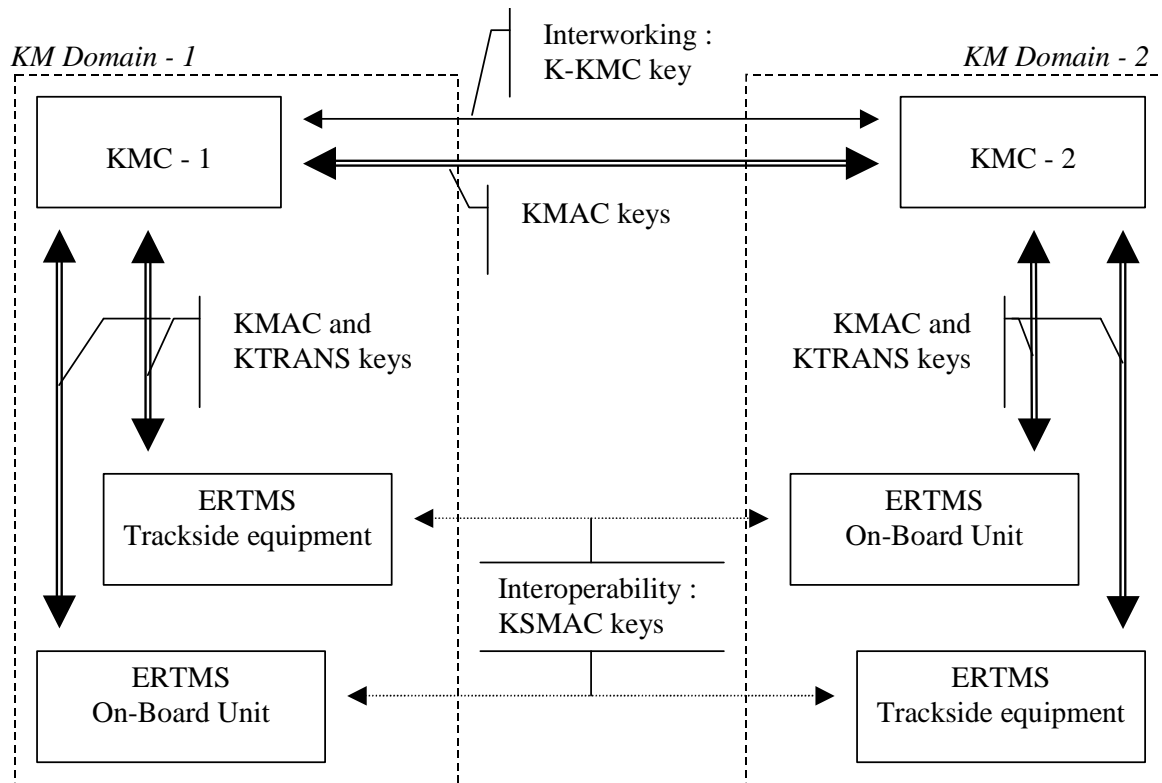 KM Domain - 1
Interworking :
K-KMC key
KM Domain - 2
KMC - 1
KMC - 2
KMAC keys
KMAC and
KTRANS keys
KMAC and
KTRANS keys
ERTMS
Trackside equipment
ERTMS
On-Board Unit
Interoperability :
KSMAC keys
ERTMS
On-Board Unit
ERTMS
Trackside equipment